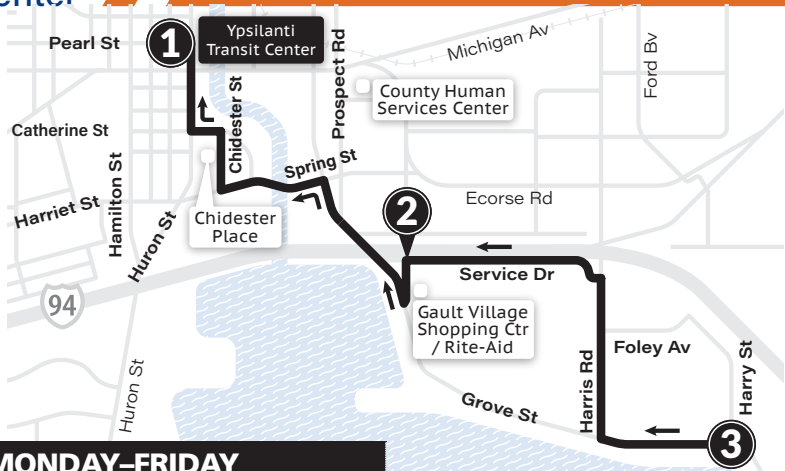 Pearl St
1
Ypsilanti
Transit Center
Prospect Rd
Michigan Av
Ford Bv
County Human
Services Center
Catherine St
Chidester St
Hamilton St
Spring St
Harriet St
Huron St
Chidester
Place
Ecorse Rd
2
Service Dr
94
Gault Village
Shopping Ctr
/ Rite-Aid
Huron St
Harris Rd
Foley Av
Harry St
Grove St
3
MONDAY–FRIDAY